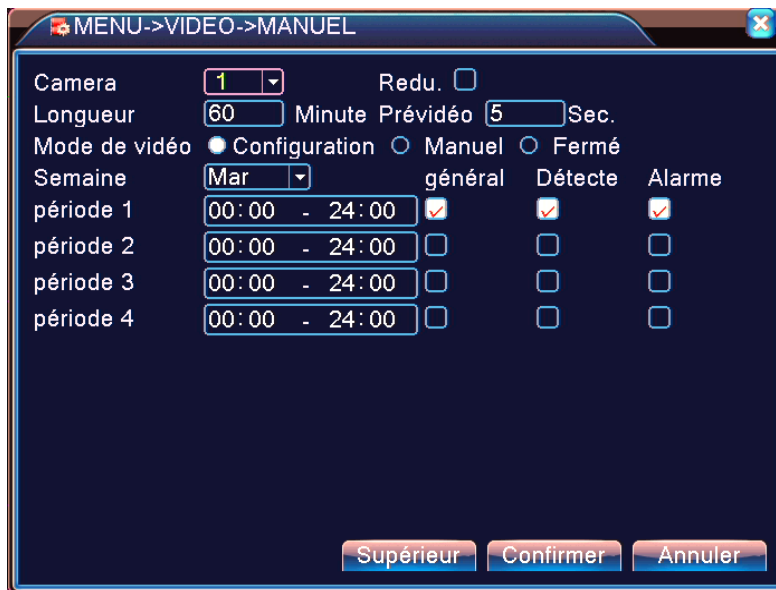 MENU->VIDEO->MANUEL
Camera 1 Redu.
Longueur 60 Minute Prévidéo 5 Sec.
Mode de vidéo Configuration Manuel Fermé
Semaine Mar général Détecte Alarme
période 1 00:00 - 24:00
période 2 00:00 - 24:00
période 3 00:00 - 24:00
période 4 00:00 - 24:00
Supérieur Confirmer Annuler